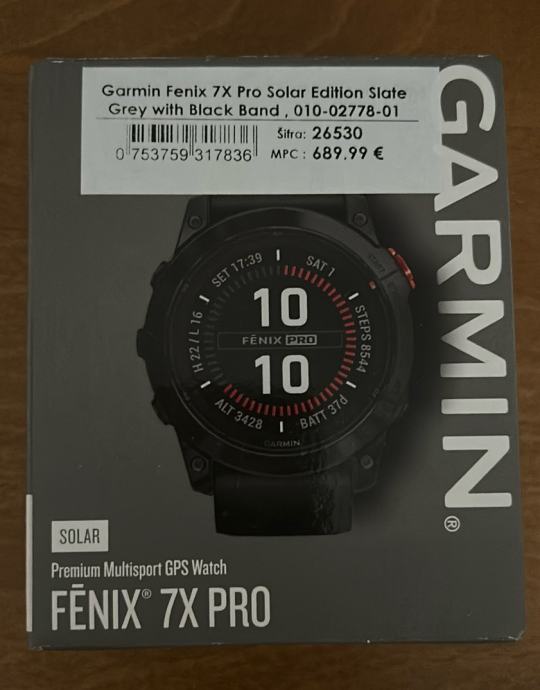 Garmin Fenix 7X Pro Solar Edition Slate
Grey with Black Band , 010-02778-01
Šifra: 26530
0 753759 317836
MPC : 689.99 €
GARMIN®
SET 17:39
SAT 1
10
H 22 / L 16
STEPS 8544
FĒNIX PRO
10
ALT 3428
BATT 37d
GARMIN
SOLAR
Premium Multisport GPS Watch
FĒNIX® 7X PRO